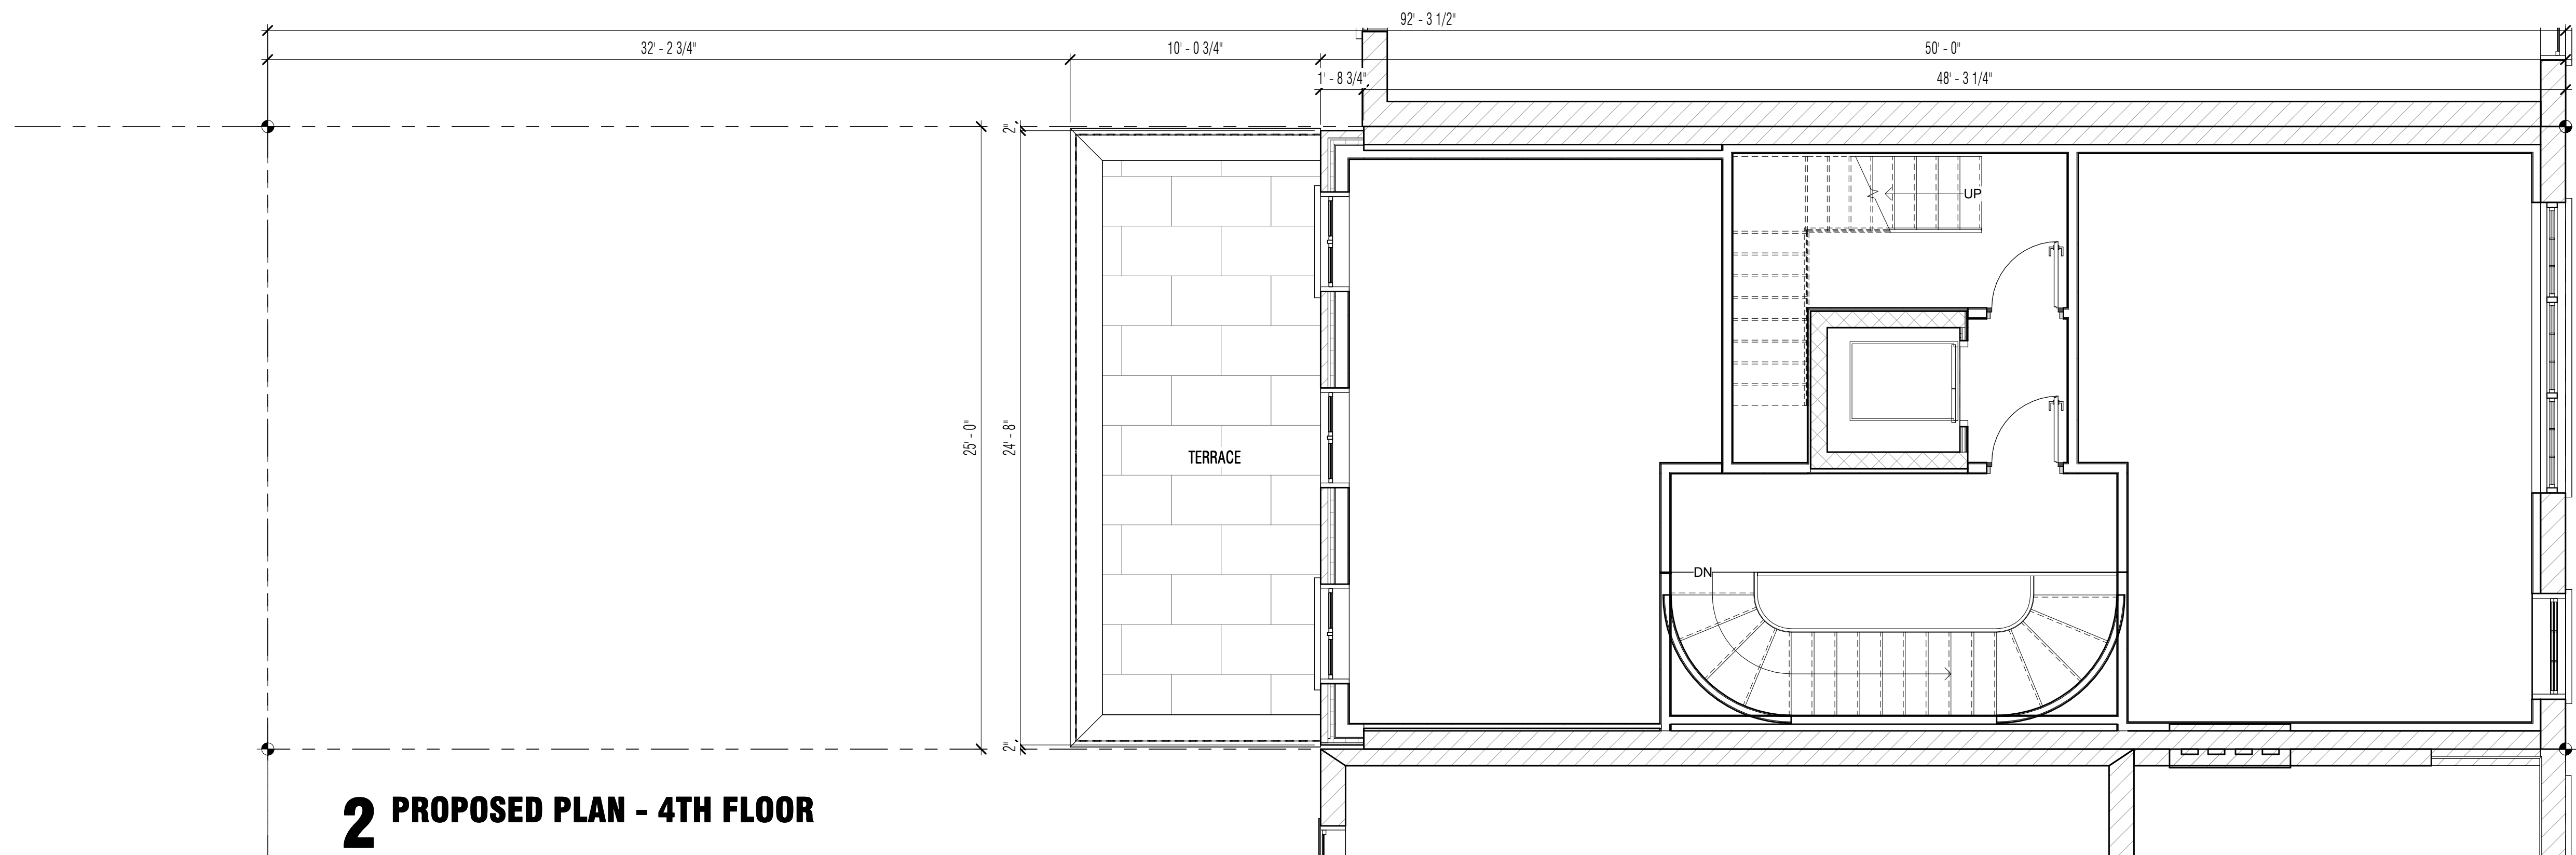 92' - 3 1/2"
32' - 2 3/4"
10' - 0 3/4"
50' - 0"
1' - 8 3/4"
48' - 3 1/4"
2"
UP
25' - 0"
24' - 8"
TERRACE
DN
2"
2 PROPOSED PLAN - 4TH FLOOR